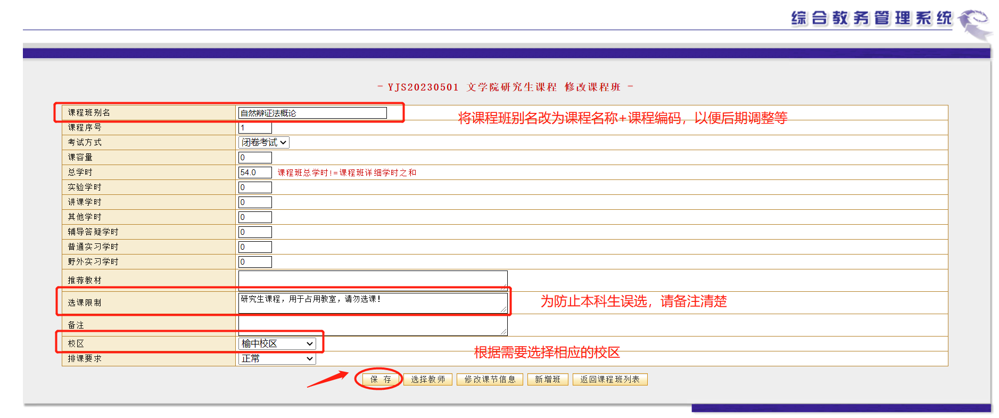 综合教务管理系统
- YJS20230501 文学院研究生课程 修改课程班 -
课程班别名 自然辩证法概论
将课程班别名改为课程名称+课程编码，以便后期调整等
课程序号 1
考试方式 闭卷考试
课容量 0
总学时 54.0 课程班总学时!=课程班详细学时之和
实验学时 0
讲课学时 0
其他学时 0
辅导答疑学时 0
普通实习学时 0
野外实习学时 0
推荐教材
选课限制 研究生课程，用于占用教室，请勿选课！
为防止本科生误选，请备注清楚
备注
校区 榆中校区
根据需要选择相应的校区
排课要求 正常
保 存 选择教师 修改课节信息 新增班 返回课程班列表